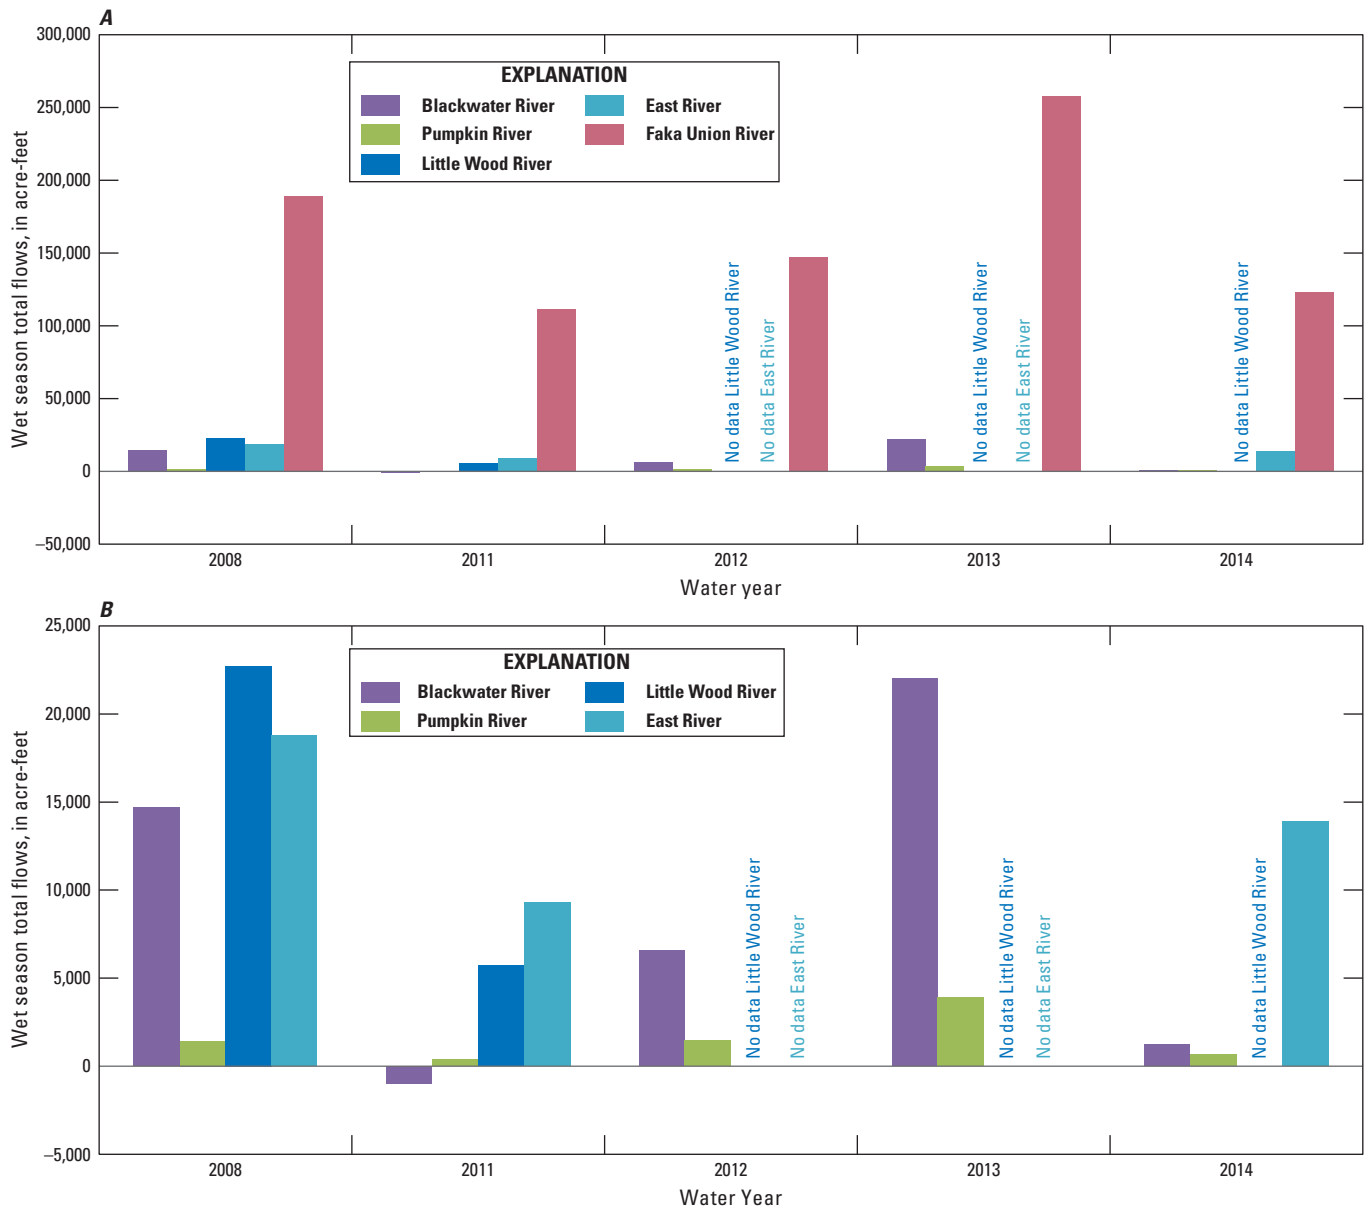 A
Wet season total flows, in acre-feet
300,000
250,000
200,000
150,000
100,000
50,000
0
–50,000
EXPLANATION
Blackwater River
Pumpkin River
Little Wood River
East River
Faka Union River
No data Little Wood River
No data East River
No data Little Wood River
No data East River
No data Little Wood River
2008
2011
2012
2013
2014
Water year
B
Wet season total flows, in acre-feet
25,000
20,000
15,000
10,000
5,000
0
–5,000
EXPLANATION
Blackwater River
Pumpkin River
Little Wood River
East River
No data Little Wood River
No data East River
No data Little Wood River
No data East River
No data Little Wood River
2008
2011
2012
2013
2014
Water Year